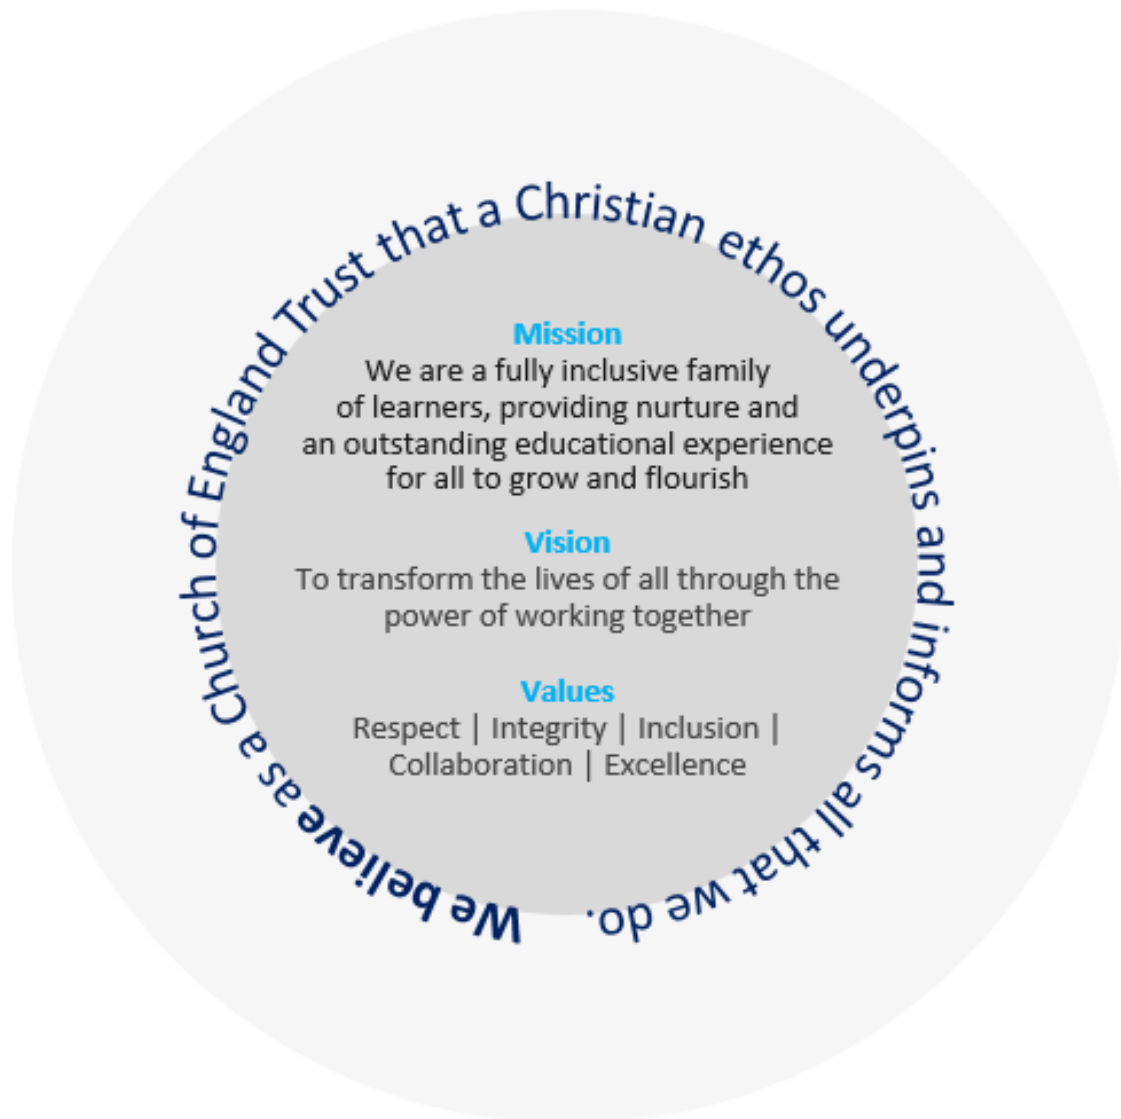 We believe as a Church of England Trust that a Christian ethos underpins and informs all that we do.
Mission
We are a fully inclusive family
of learners, providing nurture and
an outstanding educational experience
for all to grow and flourish
Vision
To transform the lives of all through the
power of working together
Values
Respect | Integrity | Inclusion |
Collaboration | Excellence